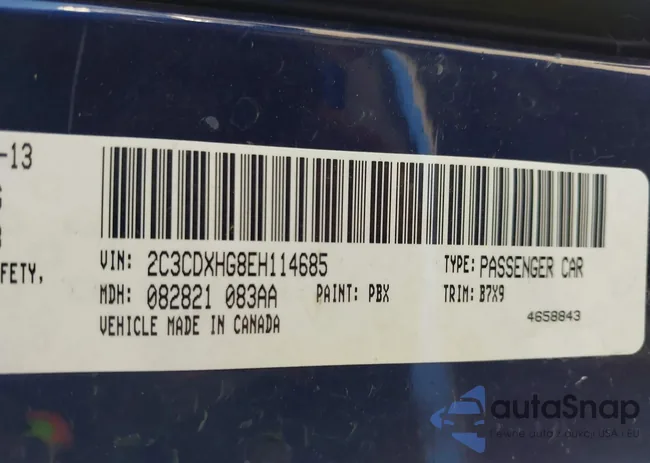 -13
VIN: 2C3CDXHG8EH114685 TYPE: PASSENGER CAR
FETY,
MDH: 082821 083AA PAINT: PBX TRIM: B7X9
4658843
VEHICLE MADE IN CANADA
autaSnap